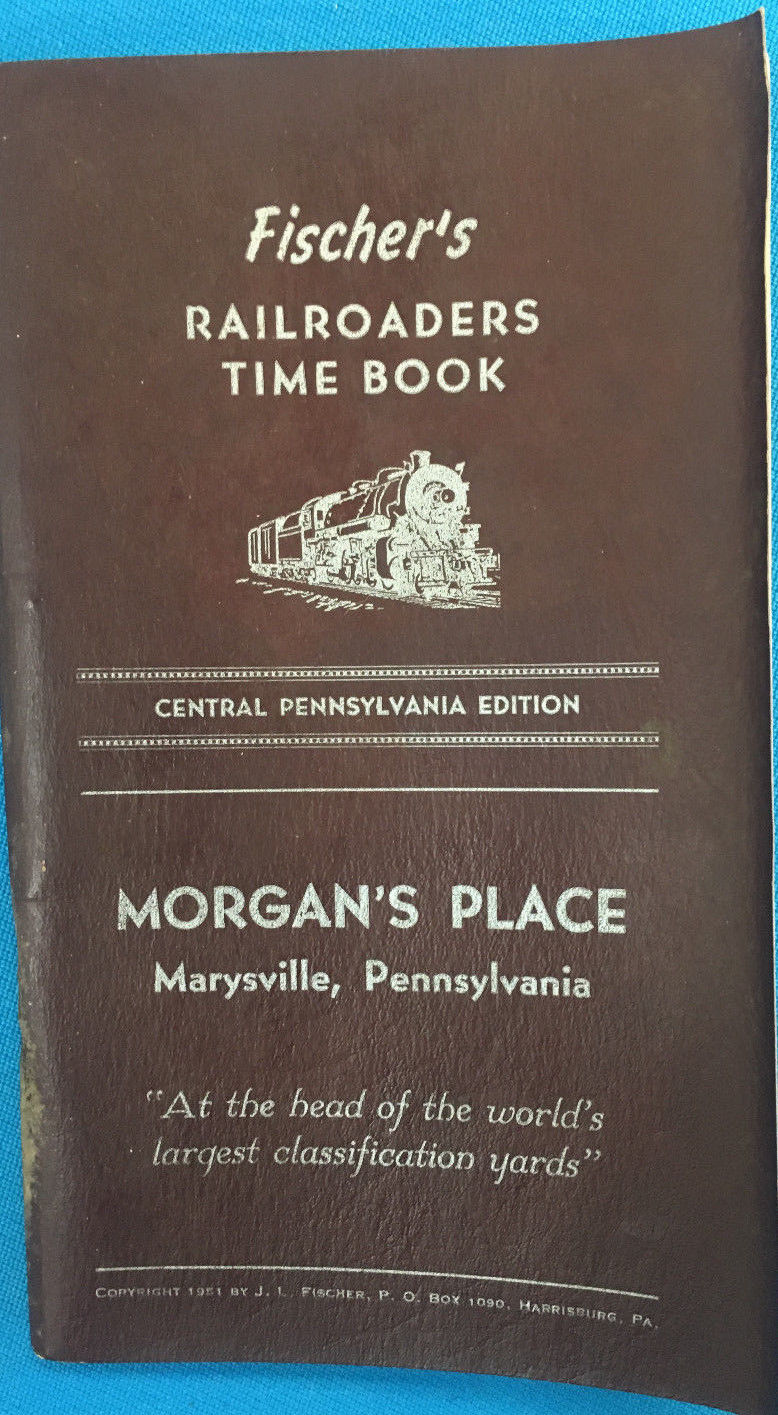 Fischer's
RAILROADERS
TIME BOOK
CENTRAL PENNSYLVANIA EDITION
MORGAN'S PLACE
Marysville, Pennsylvania
"At the head of the world's
largest classification yards"
COPYRIGHT 1951 BY J. L. FISCHER, P. O. BOX 1090, HARRISBURG, PA.